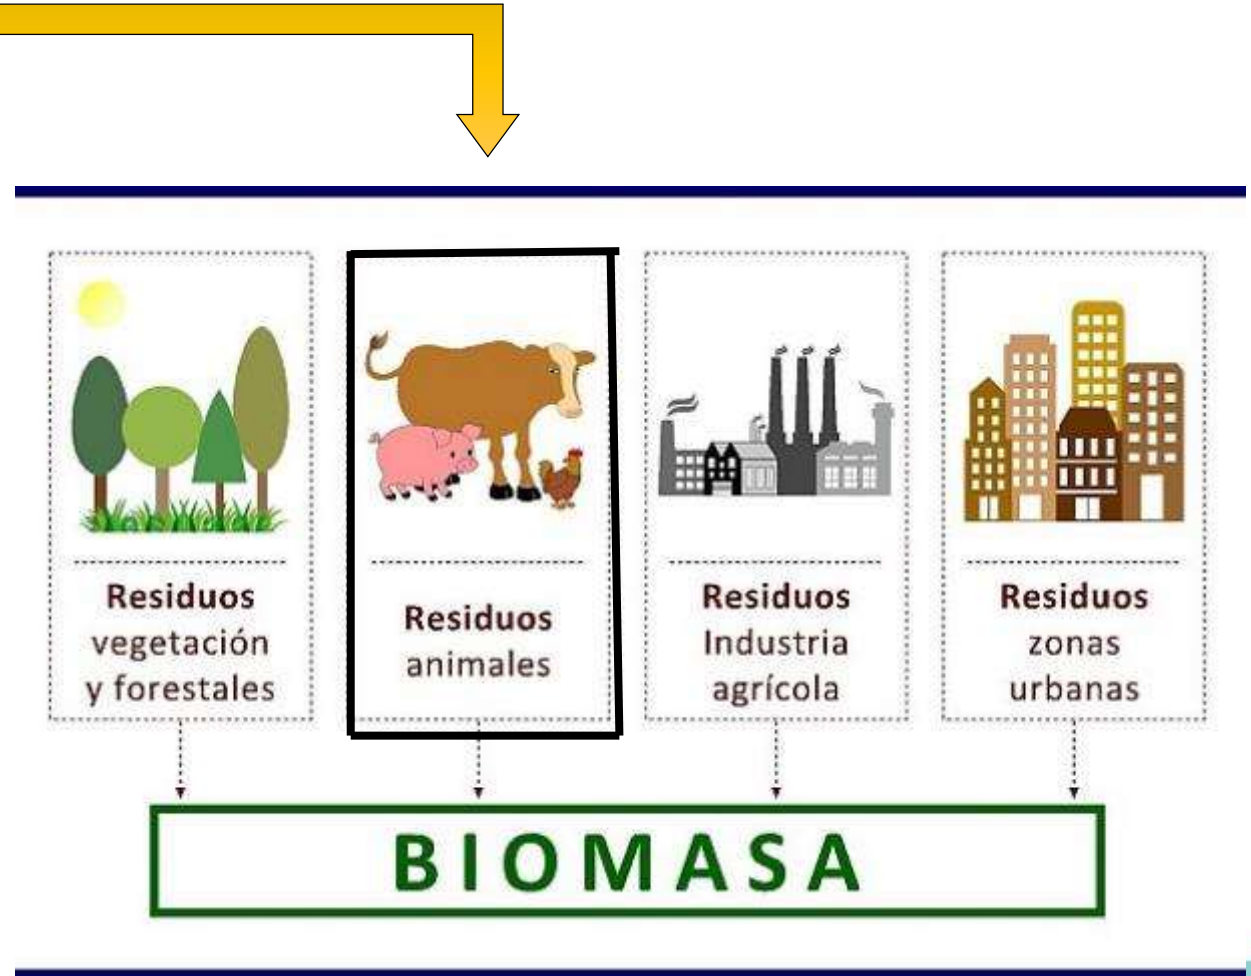 Residuos
vegetación
y forestales
Residuos
animales
Residuos
Industria
agrícola
Residuos
zonas
urbanas
BIOMASA